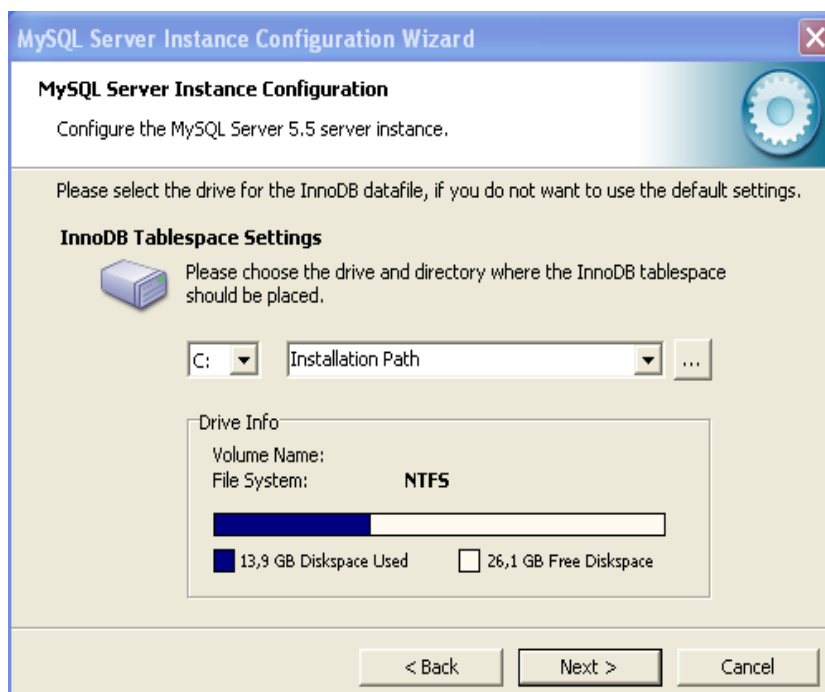 MySQL Server Instance Configuration Wizard
MySQL Server Instance Configuration
Configure the MySQL Server 5.5 server instance.
Please select the drive for the InnoDB datafile, if you do not want to use the default settings.
InnoDB Tablespace Settings
Please choose the drive and directory where the InnoDB tablespace
should be placed.
C: Installation Path ...
Drive Info
Volume Name:
File System: NTFS
13,9 GB Diskspace Used 26,1 GB Free Diskspace
< Back Next > Cancel